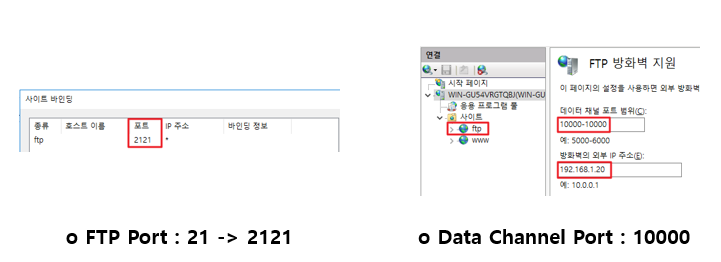 사이트 바인딩
종류 호스트 이름 포트 IP 주소 바인딩 정보
ftp 2121 *
o FTP Port : 21 -> 2121
연결
시작 페이지
WIN-GU54VRGTQBJ(WIN-GU
응용 프로그램 풀
사이트
ftp
www
FTP 방화벽 지원
이 페이지의 설정을 사용하면 외부 방화벽
데이터 채널 포트 범위(C):
10000-10000
예: 5000-6000
방화벽의 외부 IP 주소(E):
192.168.1.20
예: 10.0.0.1
o Data Channel Port : 10000